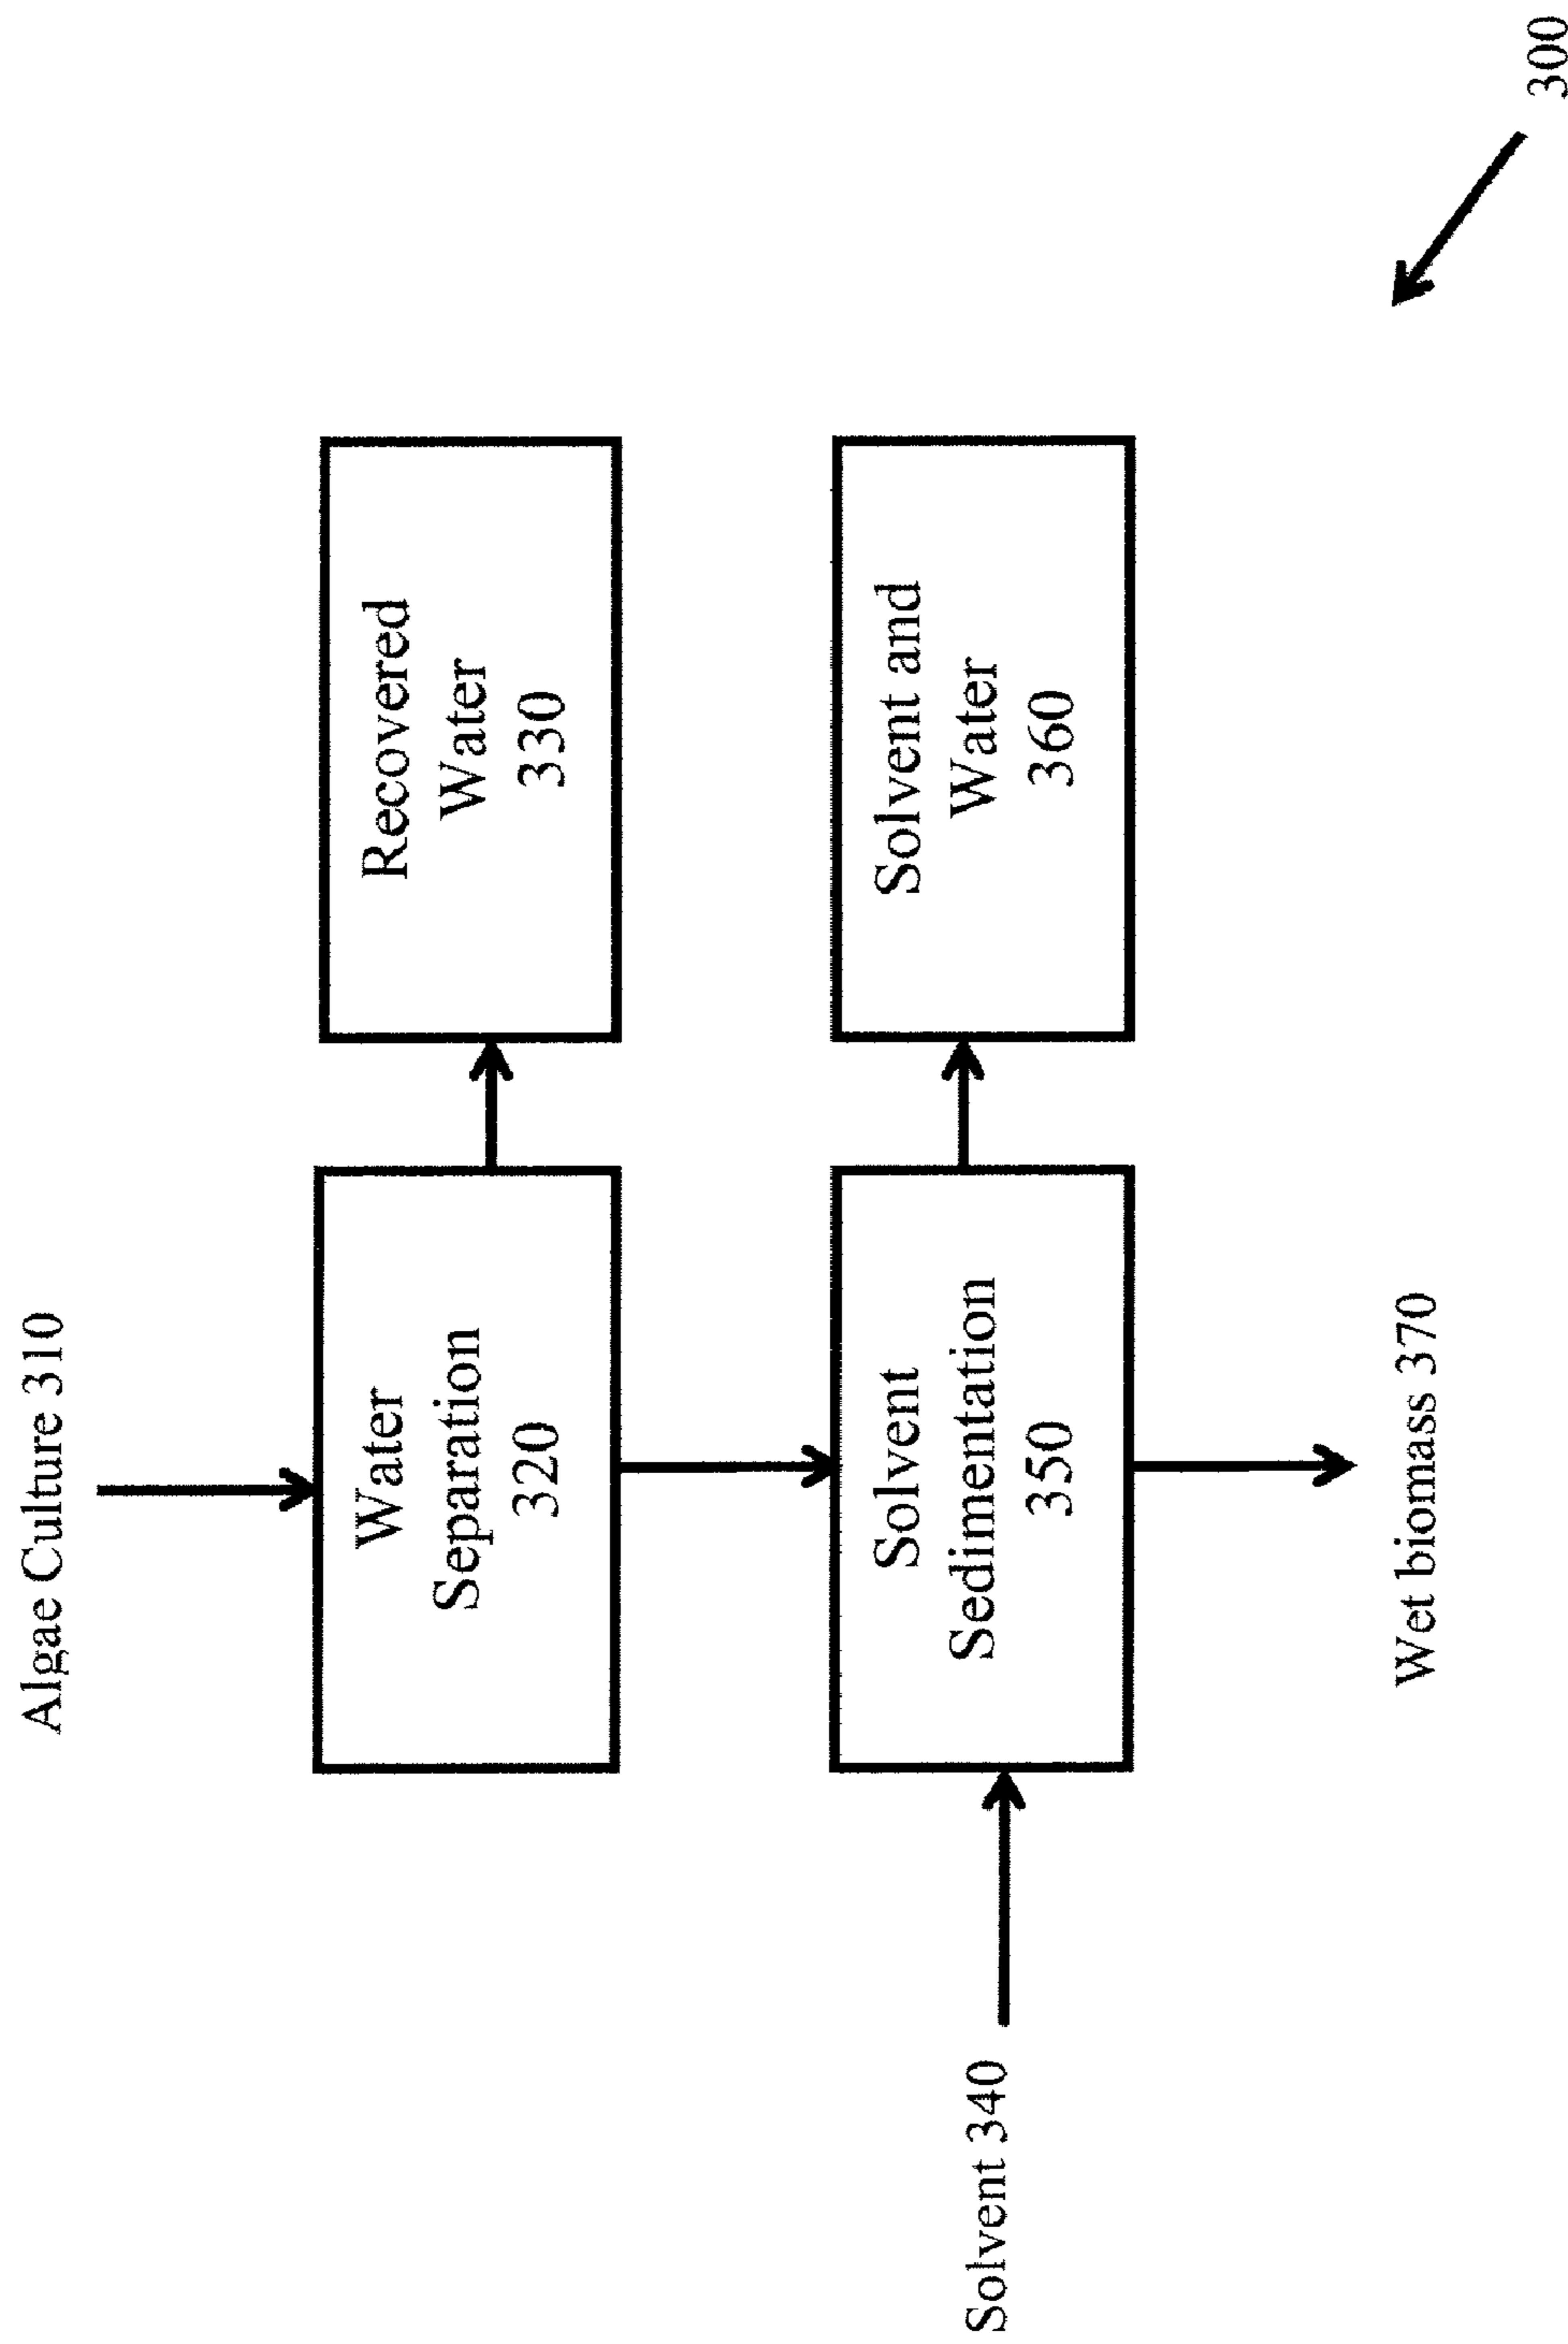 Algae Culture 310
Water
Separation
320
Recovered
Water
330
Solvent 340
Solvent
Sedimentation
350
Solvent and
Water
360
Wet biomass 370
300